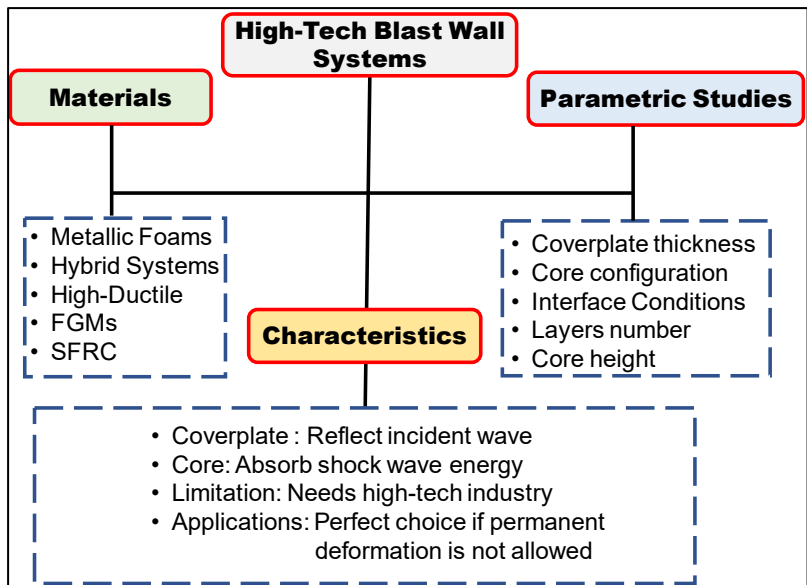 High-Tech Blast Wall
Systems
Materials
Parametric Studies
• Metallic Foams
• Hybrid Systems
• High-Ductile
• FGMs
• SFRC
• Coverplate thickness
• Core configuration
• Interface Conditions
• Layers number
• Core height
Characteristics
• Coverplate : Reflect incident wave
• Core: Absorb shock wave energy
• Limitation: Needs high-tech industry
• Applications: Perfect choice if permanent
deformation is not allowed